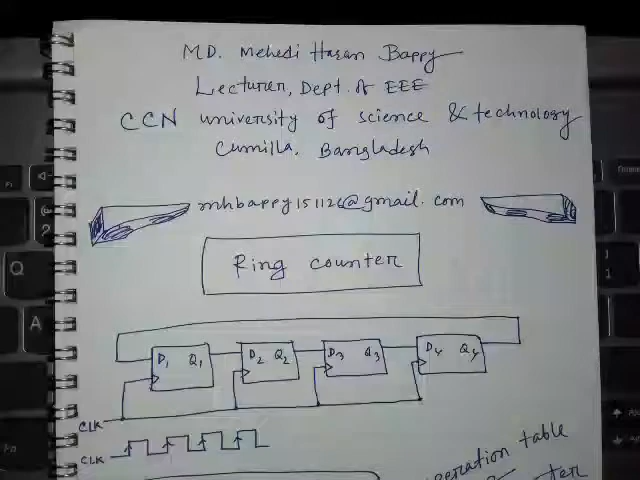 MD. Mehedi Hasan Bappy
Lecturer, Dept. of EEE
CCN university of science & technology
Cumilla, Bangladesh
mhbappy151126@gmail.com
Ring counter
D1 Q1 D2 Q2 D3 Q3 D4 Q4
CLK
CLK
operation table
Q
A